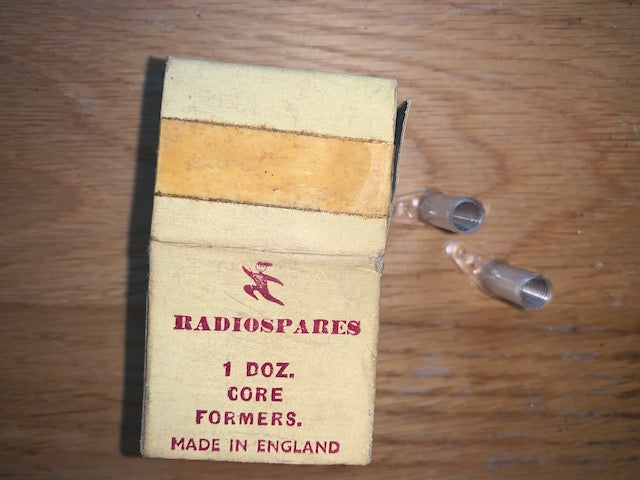 RADIOSPARES
1 DOZ.
CORE
FORMERS.
MADE IN ENGLAND